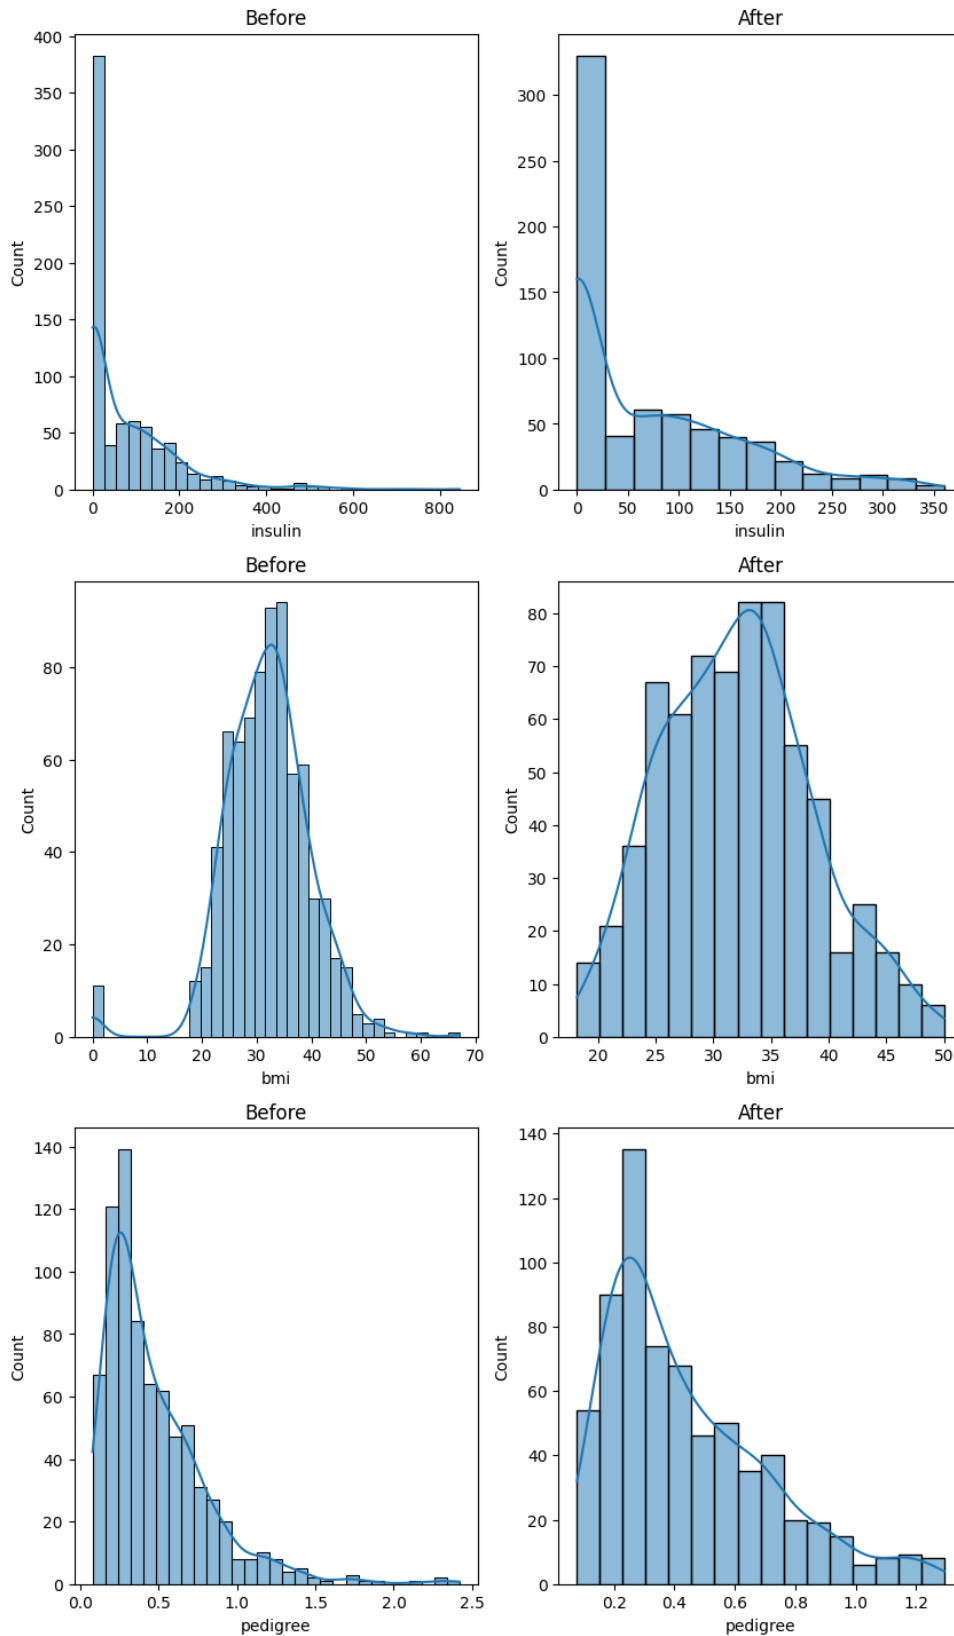 Before
After
400
350
300
250
200
150
100
50
0
Count
0 200 400 600 800
insulin
300
250
200
150
100
50
0
Count
0 50 100 150 200 250 300 350
insulin
Before
After
80
60
40
20
0
Count
0 10 20 30 40 50 60 70
bmi
80
70
60
50
40
30
20
10
0
Count
20 25 30 35 40 45 50
bmi
Before
After
140
120
100
80
60
40
20
0
Count
0.0 0.5 1.0 1.5 2.0 2.5
pedigree
140
120
100
80
60
40
20
0
Count
0.2 0.4 0.6 0.8 1.0 1.2
pedigree